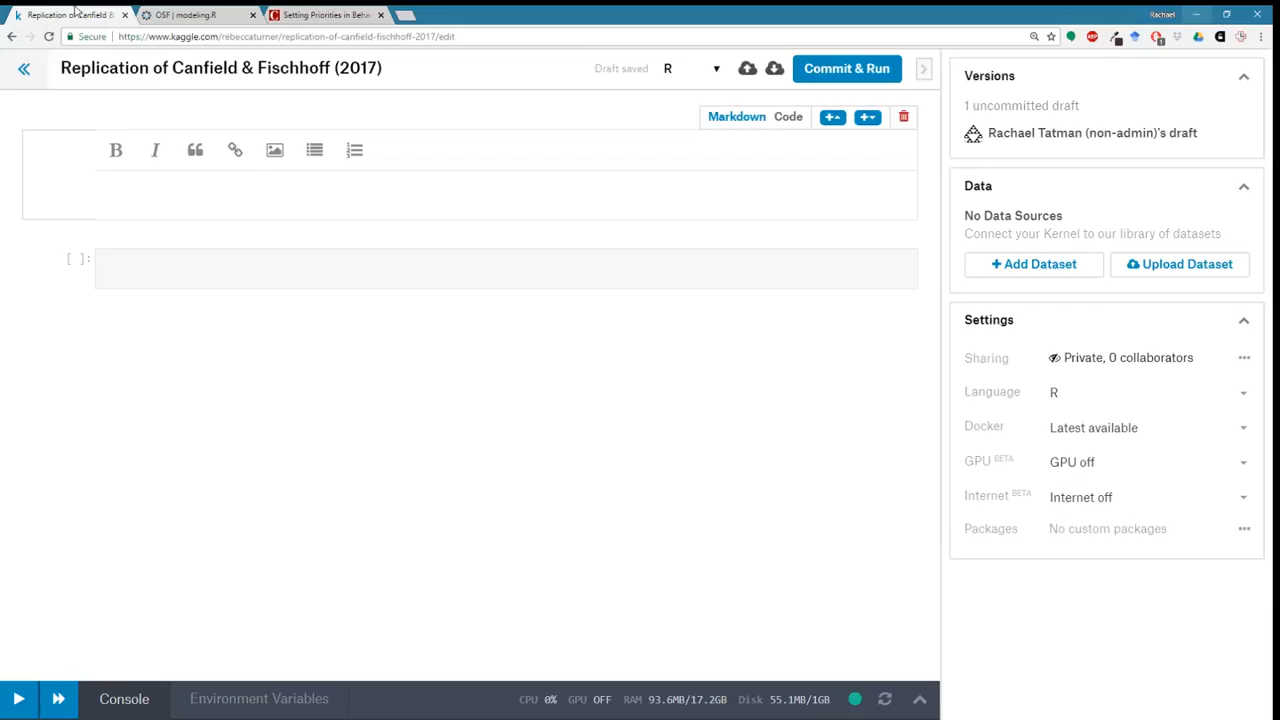 Replication of Canfield &
OSF | modeling.R
Setting Priorities in Beha
Rachael
Secure
https://www.kaggle.com/rebeccaturner/replication-of-canfield-fischhoff-2017/edit
Replication of Canfield & Fischhoff (2017)
Draft saved
R
Commit & Run
Markdown Code
B I
[ ]:
Versions
1 uncommitted draft
Rachael Tatman (non-admin)'s draft
Data
No Data Sources
Connect your Kernel to our library of datasets
+ Add Dataset
Upload Dataset
Settings
Sharing Private, 0 collaborators
Language R
Docker Latest available
GPU BETA GPU off
Internet BETA Internet off
Packages No custom packages
Console
Environment Variables
CPU 0% GPU OFF RAM 93.6MB/17.2GB Disk 55.1MB/1GB